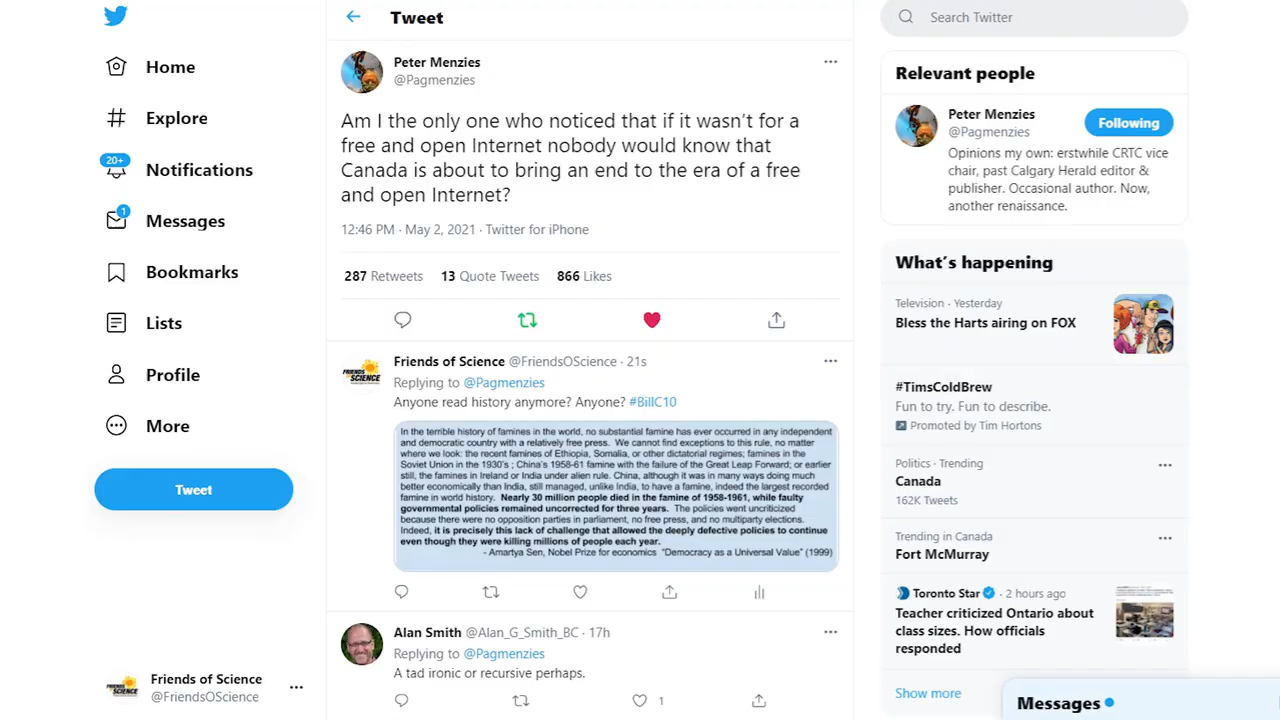 Home
Explore
20+
Notifications
1
Messages
Bookmarks
Lists
Profile
More
Tweet
FRIENDS OF SCIENCE
Friends of Science
@FriendsOScience
Tweet
Peter Menzies
@Pagmenzies
Am I the only one who noticed that if it wasn't for a
free and open Internet nobody would know that
Canada is about to bring an end to the era of a free
and open Internet?
12:46 PM · May 2, 2021 · Twitter for iPhone
287 Retweets 13 Quote Tweets 866 Likes
FRIENDS OF SCIENCE
Friends of Science @FriendsOScience · 21s
Replying to @Pagmenzies
Anyone read history anymore? Anyone? #BillC10
In the terrible history of famines in the world, no substantial famine has ever occurred in any independent
and democratic country with a relatively free press. We cannot find exceptions to this rule, no matter
where we look: the recent famines of Ethiopia, Somalia, or other dictatorial regimes; famines in the
Soviet Union in the 1930's ; China's 1958-61 famine with the failure of the Great Leap Forward; or earlier
still, the famines in Ireland or India under alien rule. China, although it was in many ways doing much
better economically than India, still managed, unlike India, to have a famine, indeed the largest recorded
famine in world history. Nearly 30 million people died in the famine of 1958-1961, while faulty
governmental policies remained uncorrected for three years. The policies went uncriticized
because there were no opposition parties in parliament, no free press, and no multiparty elections.
Indeed, it is precisely this lack of challenge that allowed the deeply defective policies to continue
even though they were killing millions of people each year.
- Amartya Sen, Nobel Prize for economics "Democracy as a Universal Value" (1999)
Alan Smith @Alan_G_Smith_BC · 17h
Replying to @Pagmenzies
A tad ironic or recursive perhaps.
1
Search Twitter
Relevant people
Peter Menzies
@Pagmenzies
Following
Opinions my own: erstwhile CRTC vice
chair, past Calgary Herald editor &
publisher. Occasional author. Now,
another renaissance.
What's happening
Television · Yesterday
Bless the Harts airing on FOX
#TimsColdBrew
Fun to try. Fun to describe.
Promoted by Tim Hortons
Politics · Trending
Canada
162K Tweets
Trending in Canada
Fort McMurray
Toronto Star · 2 hours ago
Teacher criticized Ontario about
class sizes. How officials
responded
Show more
Messages